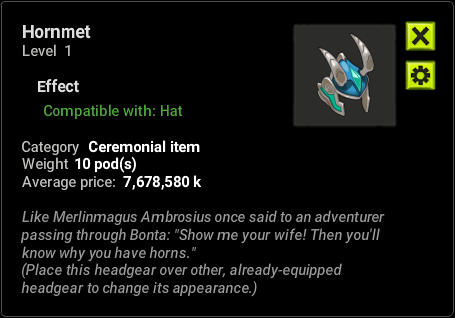 Hornmet
Level 1
Effect
Compatible with: Hat
Category Ceremonial item
Weight 10 pod(s)
Average price: 7,678,580 k
Like Merlinmagus Ambrosius once said to an adventurer
passing through Bonta: "Show me your wife! Then you'll
know why you have horns."
(Place this headgear over other, already-equipped
headgear to change its appearance.)